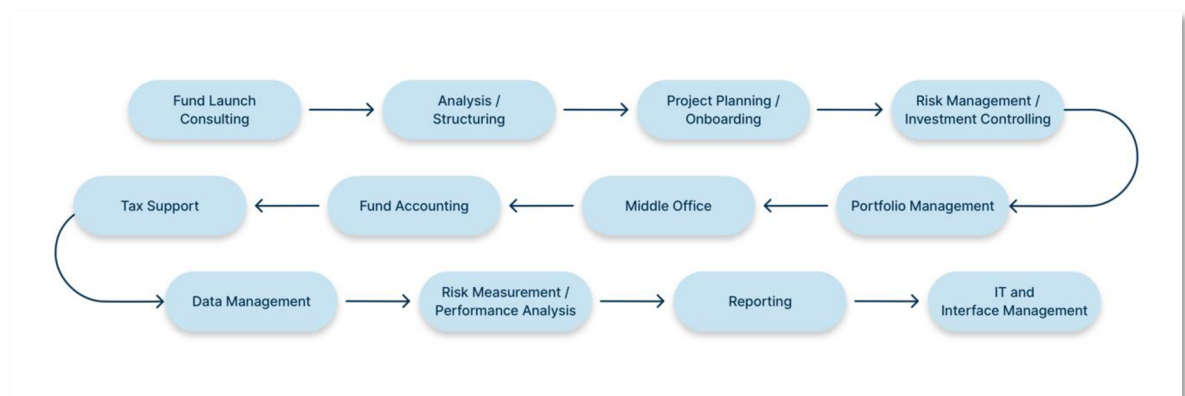 Fund Launch
Consulting
Analysis /
Structuring
Project Planning /
Onboarding
Risk Management /
Investment Controlling
Portfolio Management
Middle Office
Fund Accounting
Tax Support
Data Management
Risk Measurement /
Performance Analysis
Reporting
IT and
Interface Management